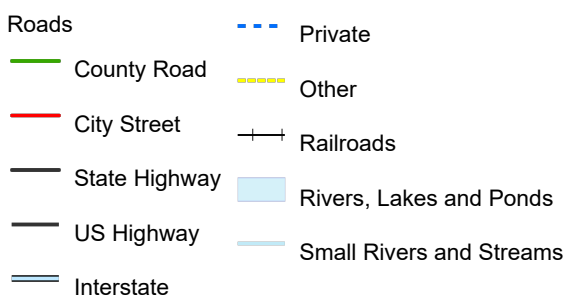 Roads
County Road
City Street
State Highway
US Highway
Interstate
Private
Other
Railroads
Rivers, Lakes and Ponds
Small Rivers and Streams